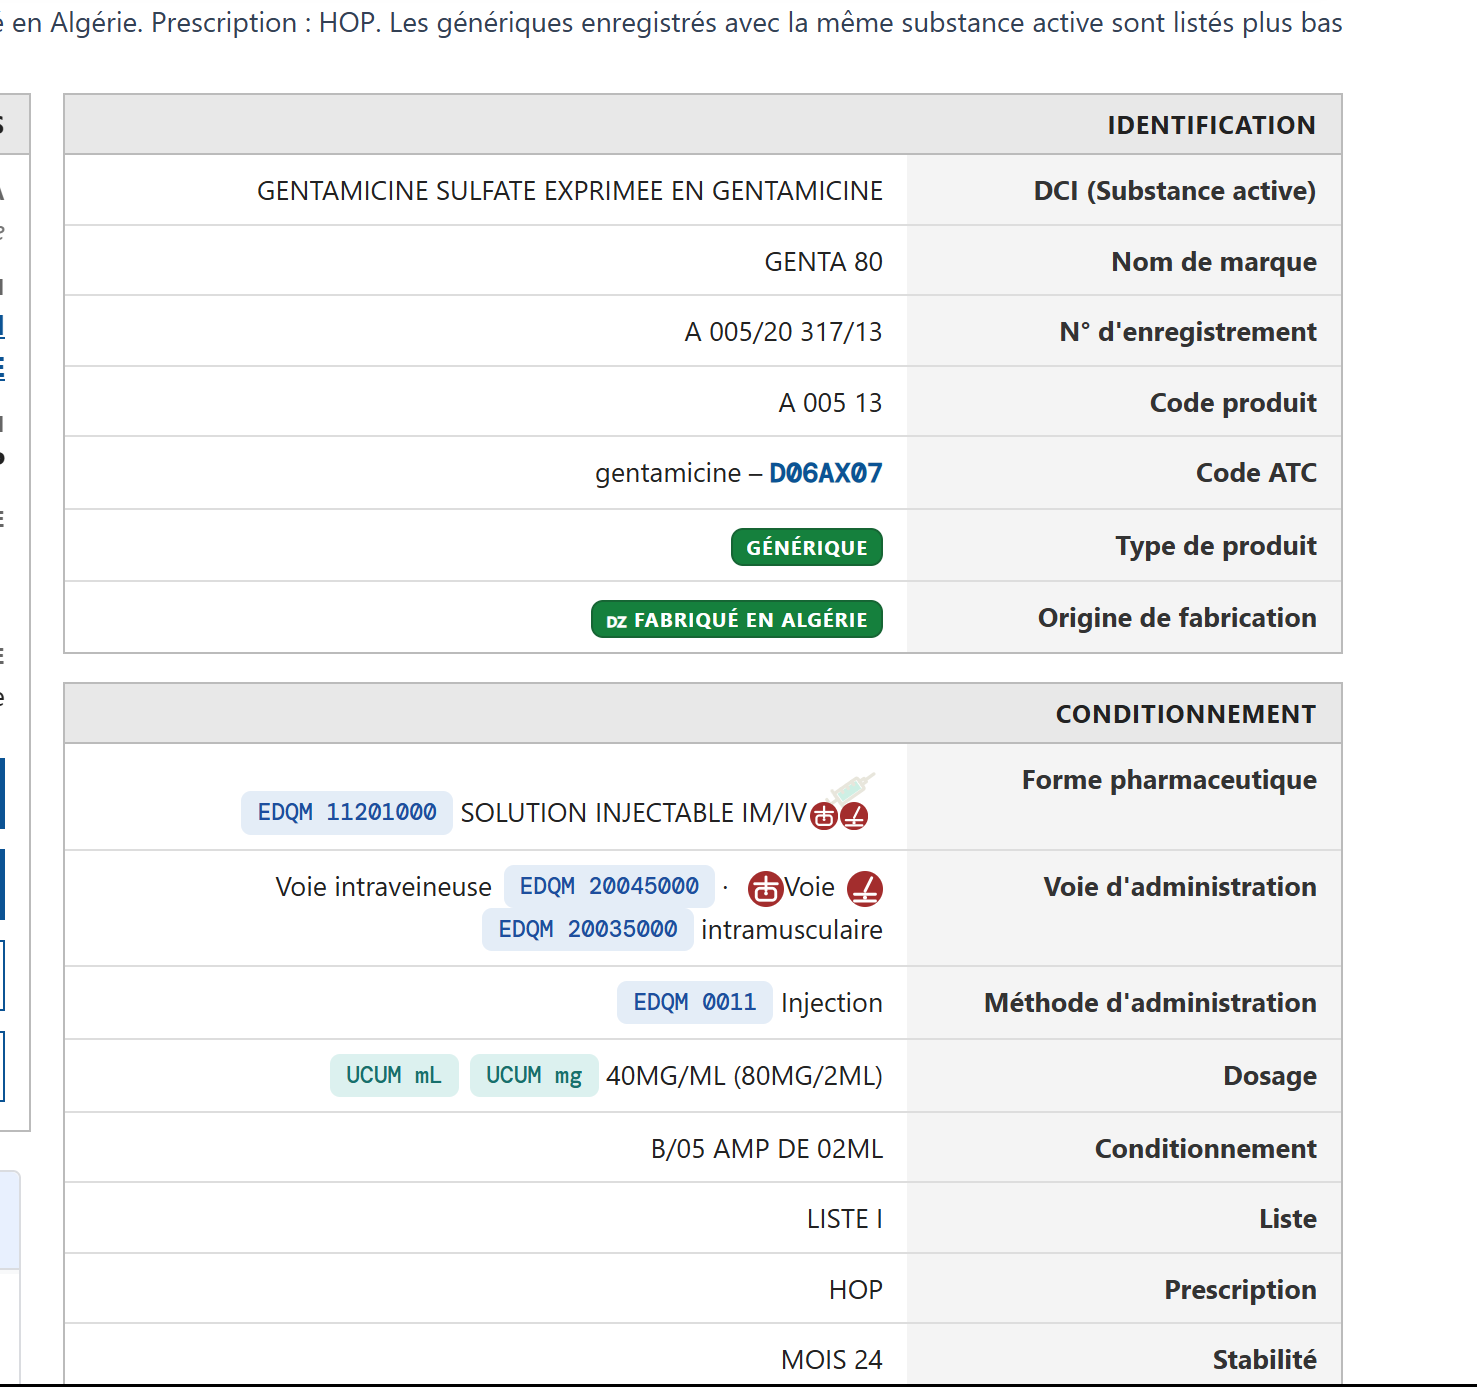 é en Algérie. Prescription : HOP. Les génériques enregistrés avec la même substance active sont listés plus bas
IDENTIFICATION
DCI (Substance active) GENTAMICINE SULFATE EXPRIMEE EN GENTAMICINE
Nom de marque GENTA 80
N° d'enregistrement A 005/20 317/13
Code produit A 005 13
Code ATC gentamicine – D06AX07
Type de produit GÉNÉRIQUE
Origine de fabrication DZ FABRIQUÉ EN ALGÉRIE
CONDITIONNEMENT
Forme pharmaceutique
EDQM 11201000 SOLUTION INJECTABLE IM/IV
Voie d'administration Voie intraveineuse EDQM 20045000 · Voie
intramusculaire EDQM 20035000
Méthode d'administration Injection EDQM 0011
Dosage 40MG/ML (80MG/2ML) UCUM mg UCUM mL
Conditionnement B/05 AMP DE 02ML
Liste LISTE I
Prescription HOP
Stabilité MOIS 24